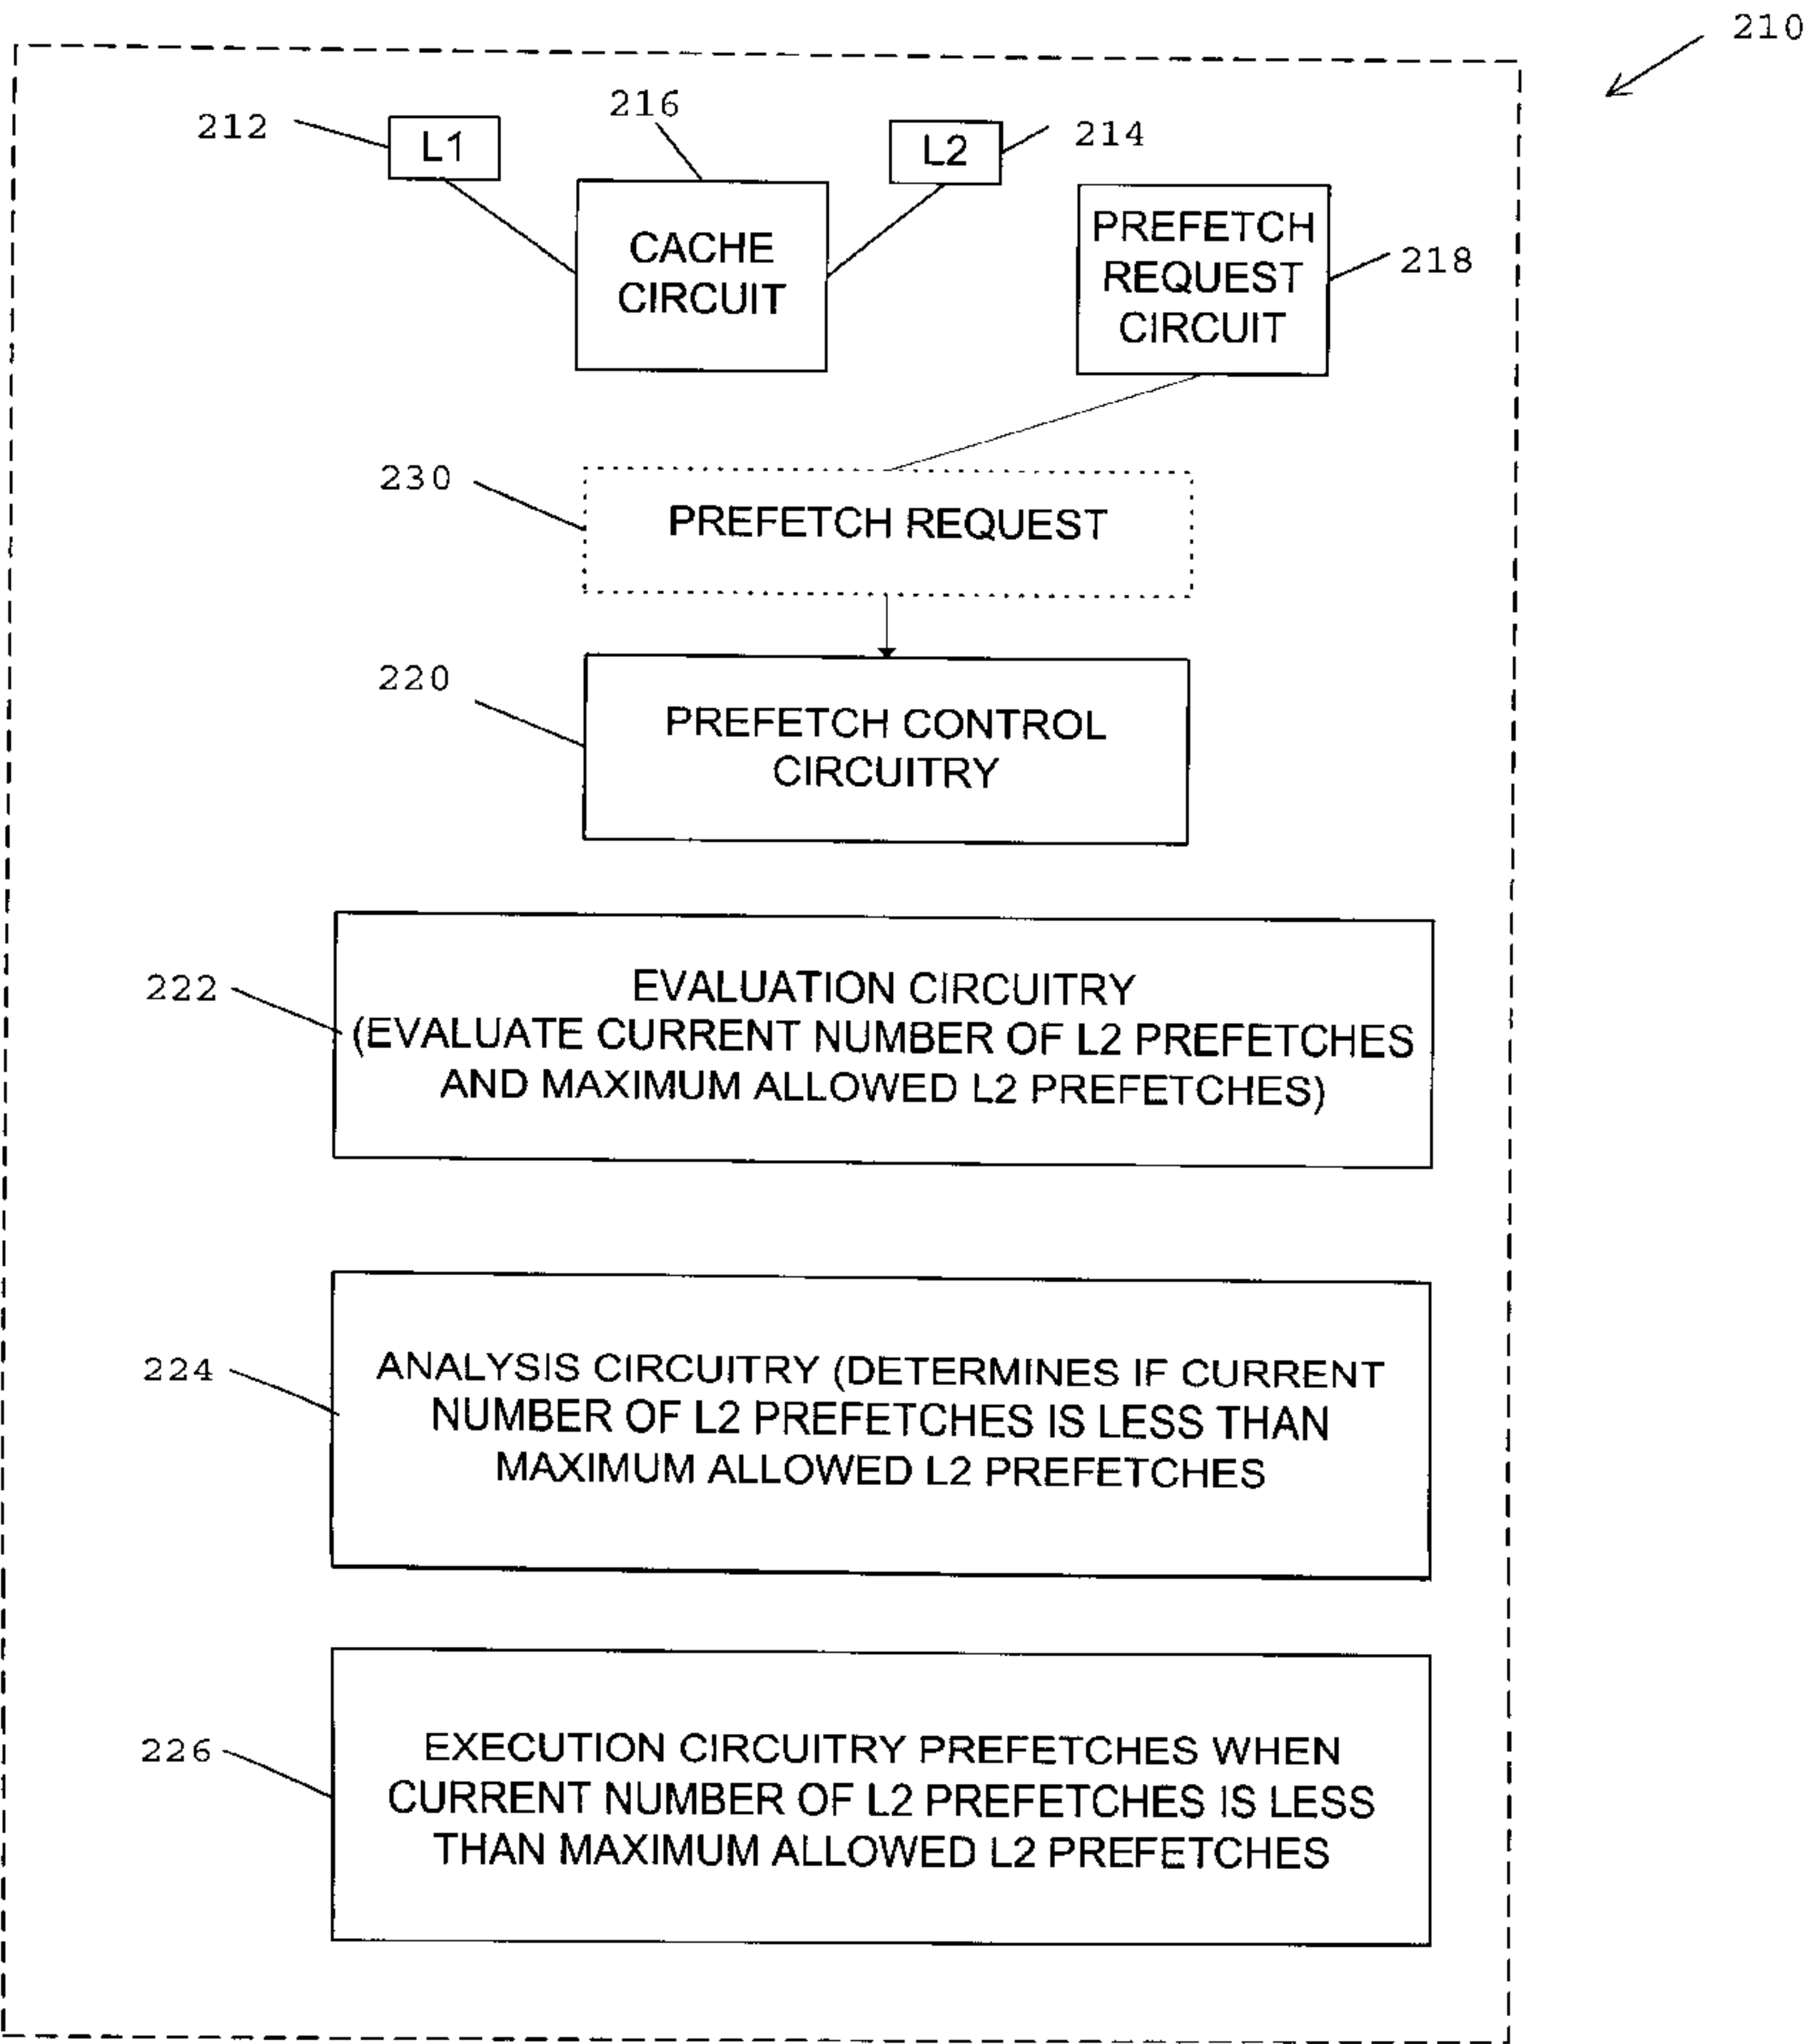 210
212
L1
216
L2
214
CACHE
CIRCUIT
PREFETCH
REQUEST
CIRCUIT
218
230
PREFETCH REQUEST
220
PREFETCH CONTROL
CIRCUITRY
222
EVALUATION CIRCUITRY
(EVALUATE CURRENT NUMBER OF L2 PREFETCHES
AND MAXIMUM ALLOWED L2 PREFETCHES)
224
ANALYSIS CIRCUITRY (DETERMINES IF CURRENT
NUMBER OF L2 PREFETCHES IS LESS THAN
MAXIMUM ALLOWED L2 PREFETCHES
226
EXECUTION CIRCUITRY PREFETCHES WHEN
CURRENT NUMBER OF L2 PREFETCHES IS LESS
THAN MAXIMUM ALLOWED L2 PREFETCHES